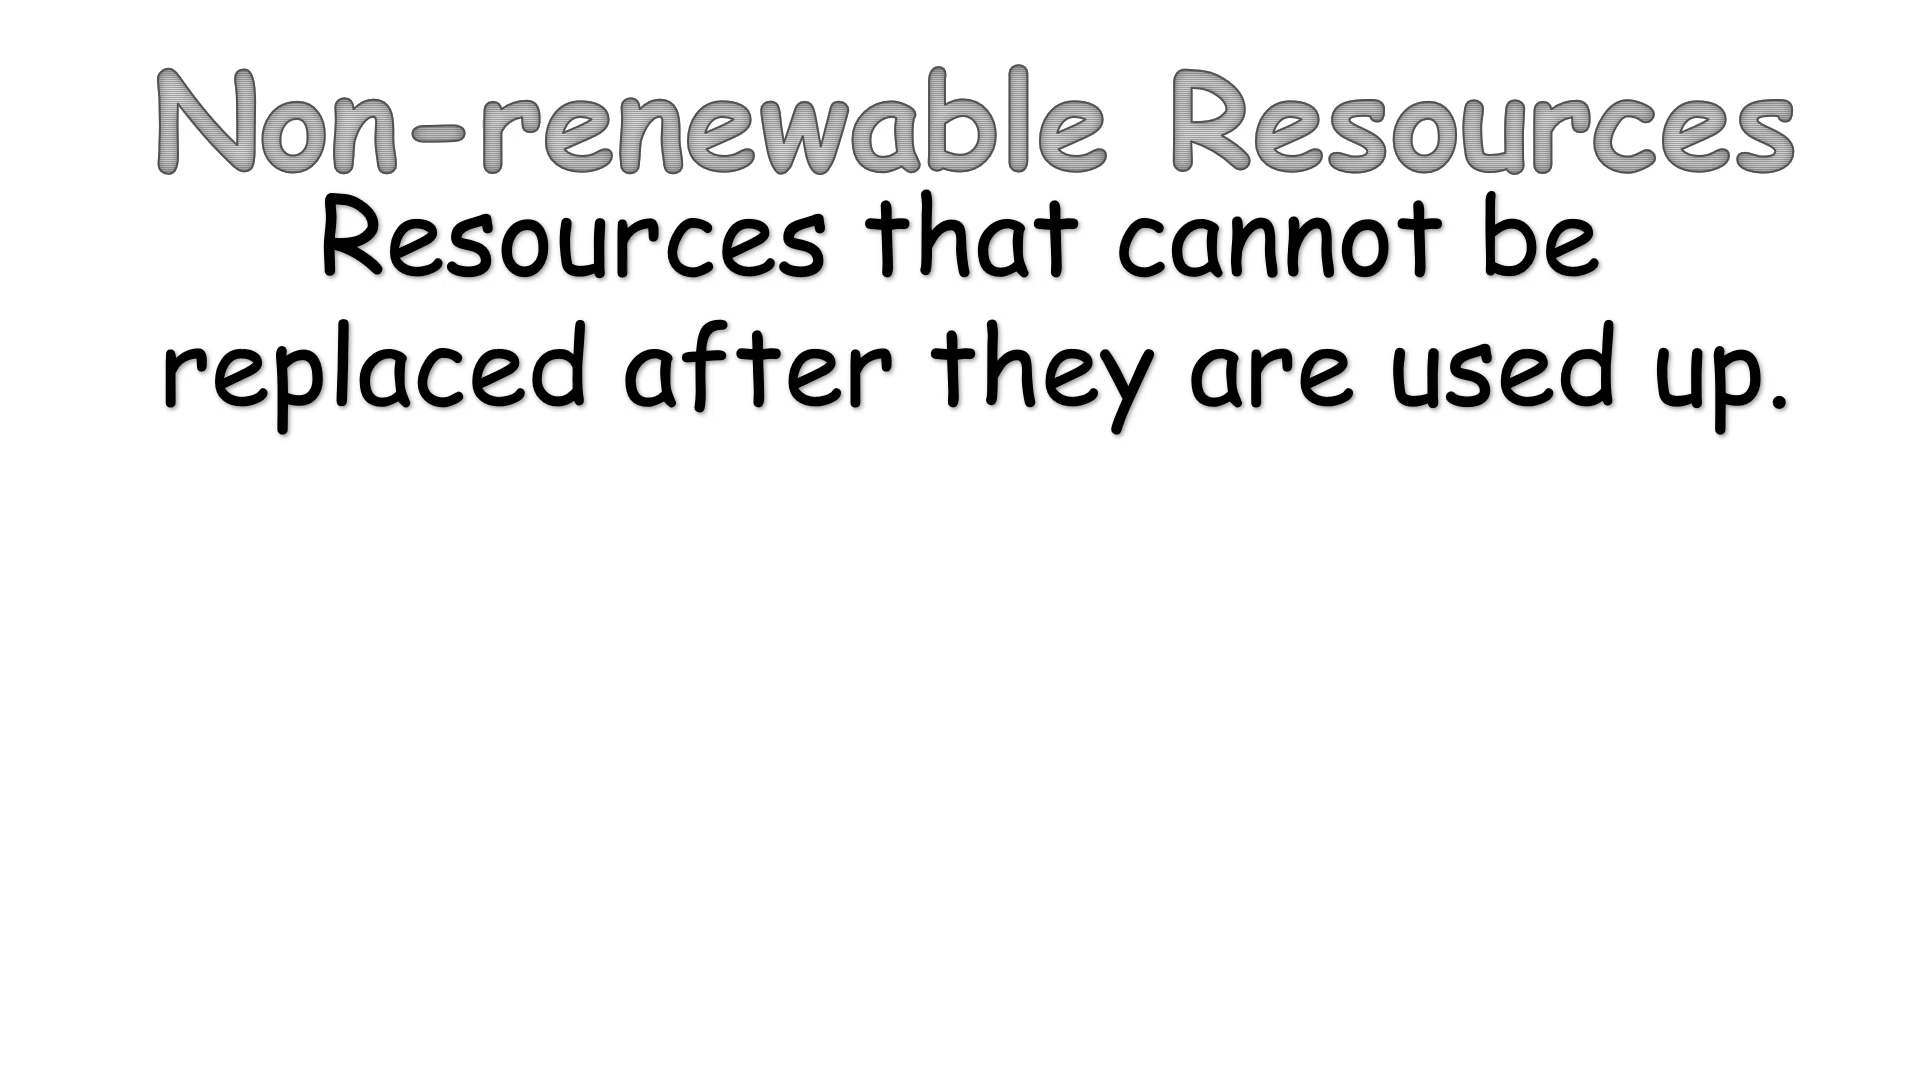 Non-renewable Resources
Resources that cannot be
replaced after they are used up.